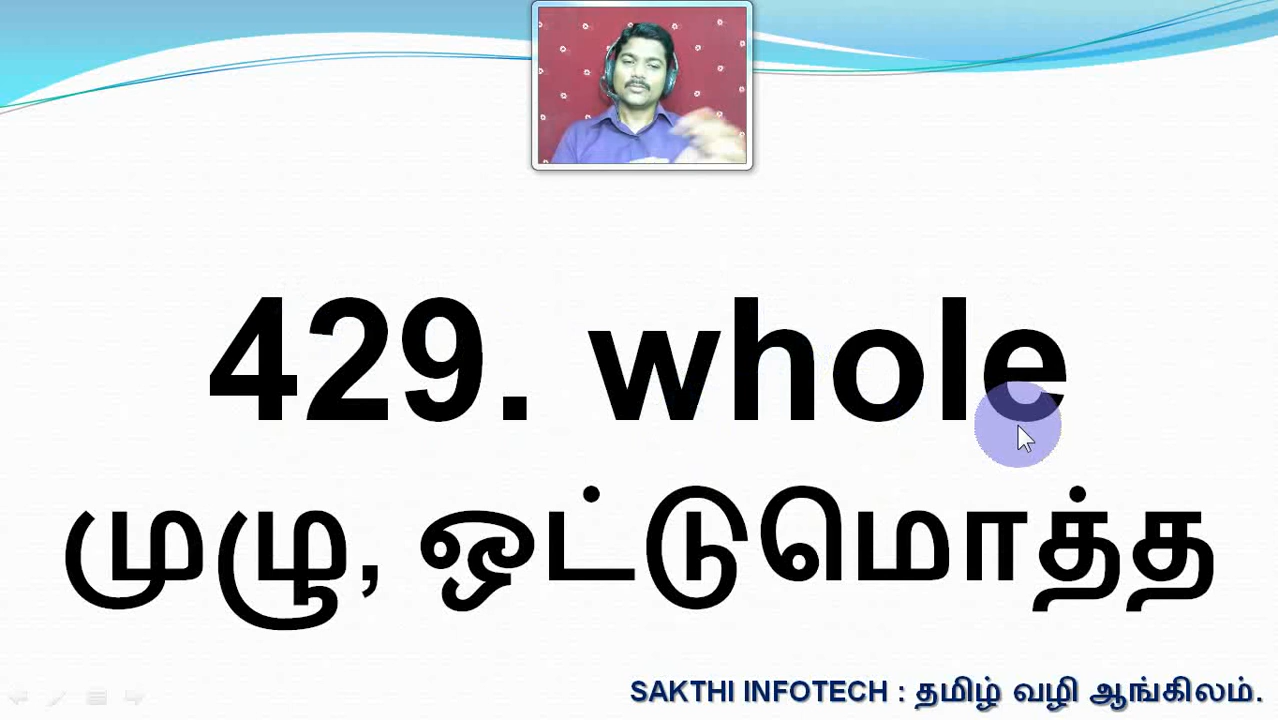 429. whole
முழு, ஒட்டுமொத்த
SAKTHI INFOTECH : தமிழ் வழி ஆங்கிலம்.